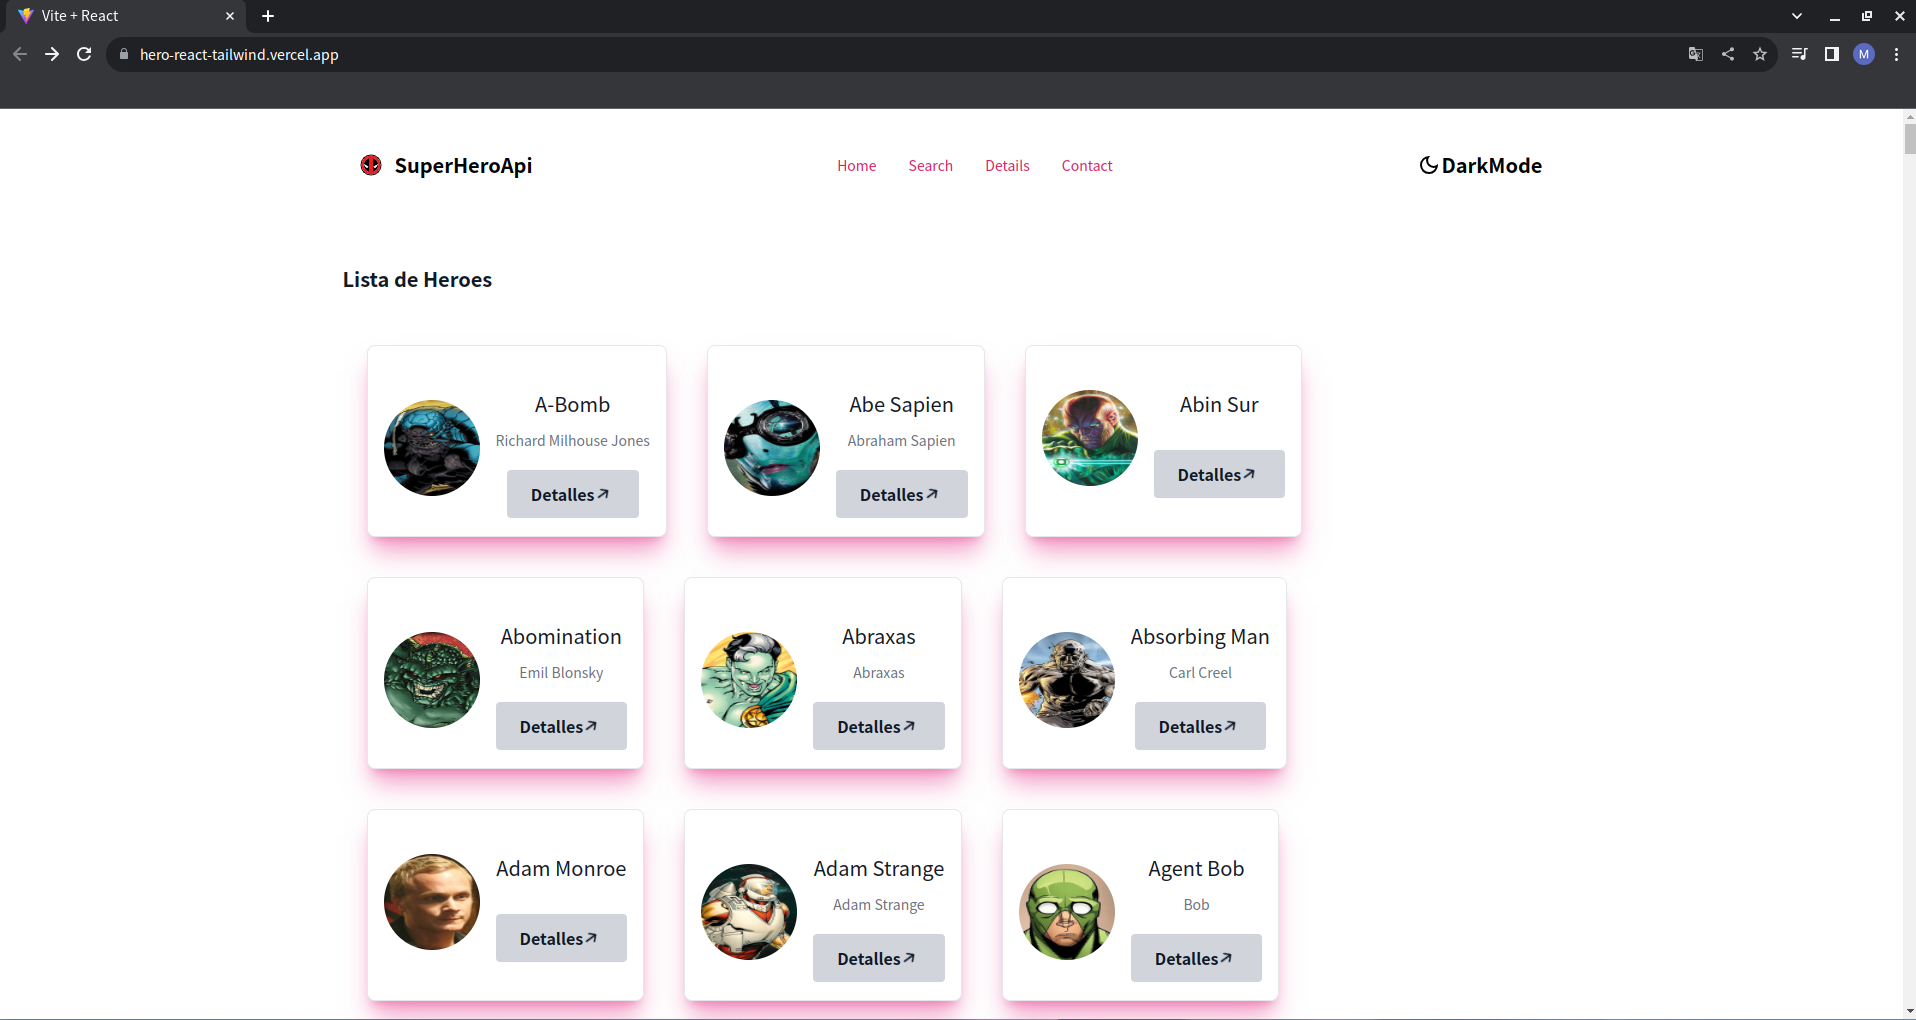 Vite + React
hero-react-tailwind.vercel.app
M
SuperHeroApi
Home Search Details Contact
DarkMode
Lista de Heroes
A-Bomb
Richard Milhouse Jones
Detalles
Abe Sapien
Abraham Sapien
Detalles
Abin Sur
Detalles
Abomination
Emil Blonsky
Detalles
Abraxas
Abraxas
Detalles
Absorbing Man
Carl Creel
Detalles
Adam Monroe
Detalles
Adam Strange
Adam Strange
Detalles
Agent Bob
Bob
Detalles